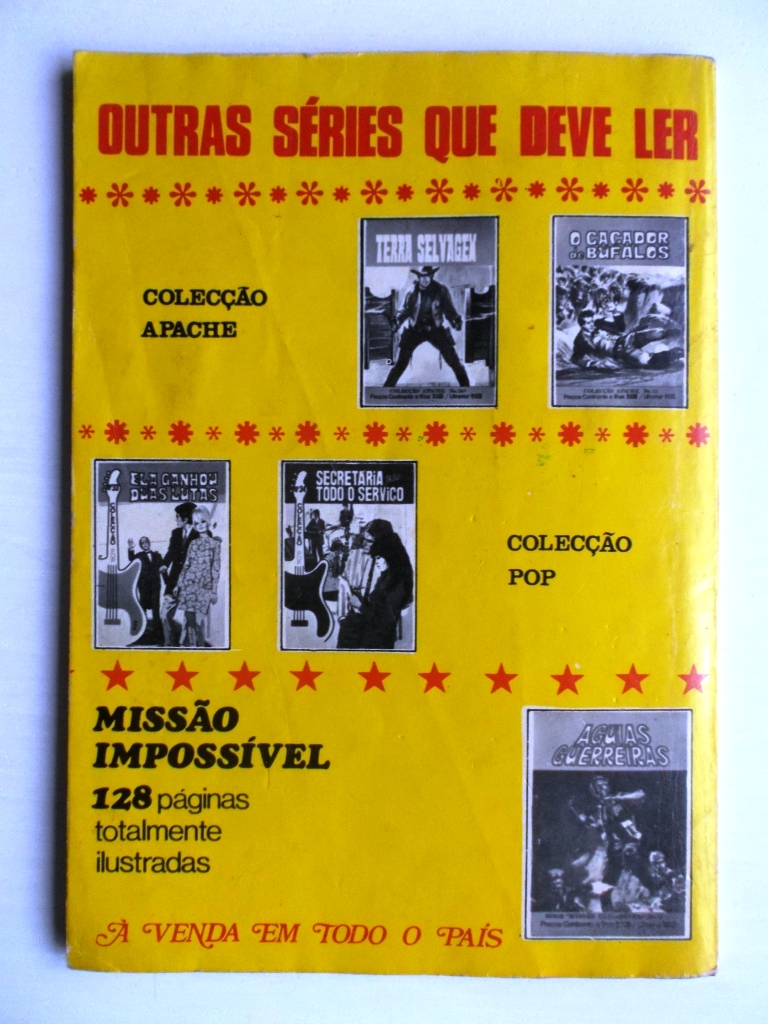 OUTRAS SÉRIES QUE DEVE LER
COLECÇÃO
APACHE
TERRA SELVAGEM
O CAÇADOR
DE BÚFALOS
ELA GANHOU
DUAS LUTAS
SECRETARIA PARA
TODO O SERVIÇO
COLECÇÃO
POP
MISSÃO
IMPOSSÍVEL
128 páginas
totalmente
ilustradas
ÁGUIAS
GUERREIRAS
À VENDA EM TODO O PAÍS